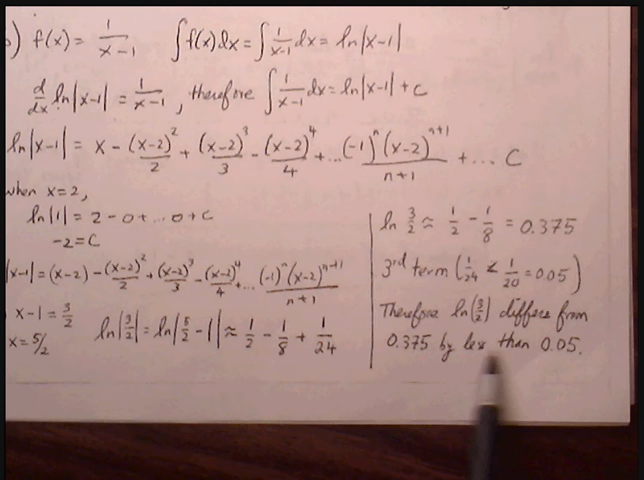 ) f(x) = 1/(x-1)   ∫f(x)dx = ∫ 1/(x-1) dx = ln|x-1|
d/dx ln|x-1| = 1/(x-1), therefore ∫ 1/(x-1) dx = ln|x-1| + C
ln|x-1| = x - (x-2)^2/2 + (x-2)^3/3 - (x-2)^4/4 + ... (-1)^n (x-2)^(n+1)/(n+1) + ... C
when x=2,
ln|1| = 2 - 0 + ... 0 + C
-2 = C
|x-1| = (x-2) - (x-2)^2/2 + (x-2)^3/3 - (x-2)^4/4 + ... (-1)^n (x-2)^(n+1)/(n+1)
x-1 = 3/2
x = 5/2
ln|3/2| = ln|5/2 - 1| ≈ 1/2 - 1/8 + 1/24
ln 3/2 ≈ 1/2 - 1/8 = 0.375
3rd term (1/24 < 1/20 = 0.05)
Therefore ln(3/2) differs from
0.375 by less than 0.05.